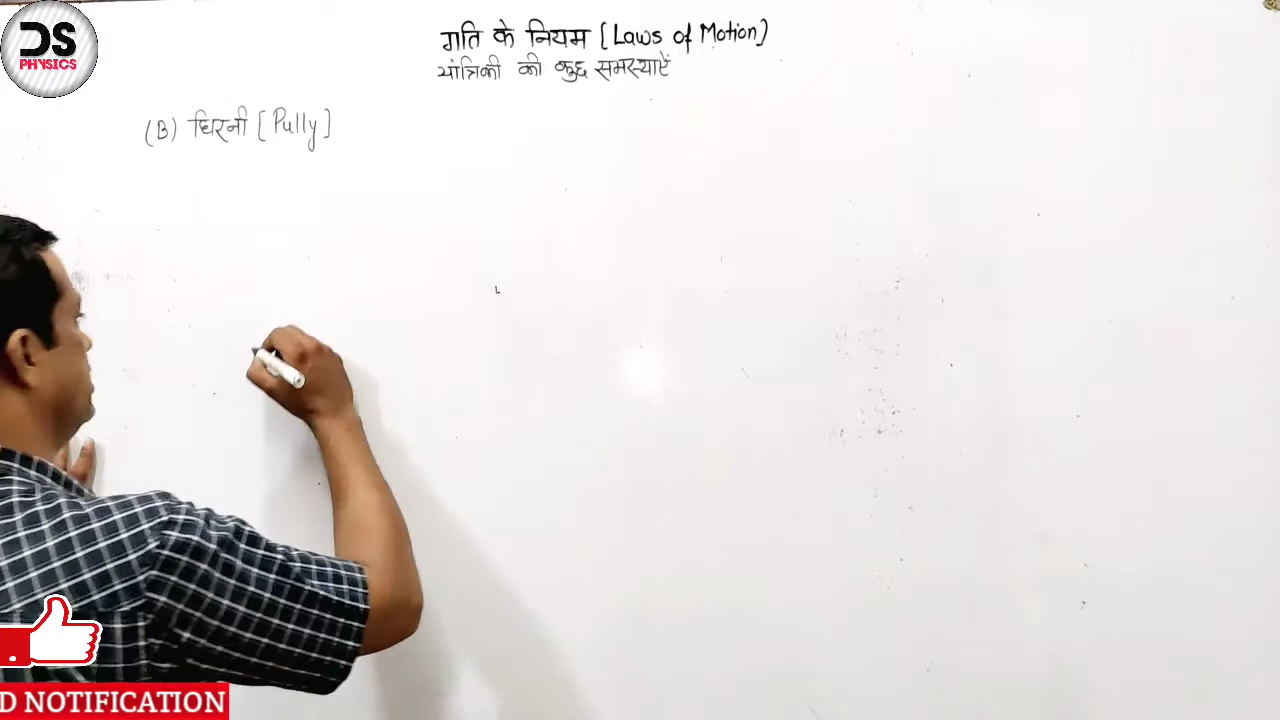 DS
PHYSICS
गति के नियम [Laws of Motion]
यांत्रिकी की कुछ समस्याऐं
(B) घिरनी [Pully]
D NOTIFICATION